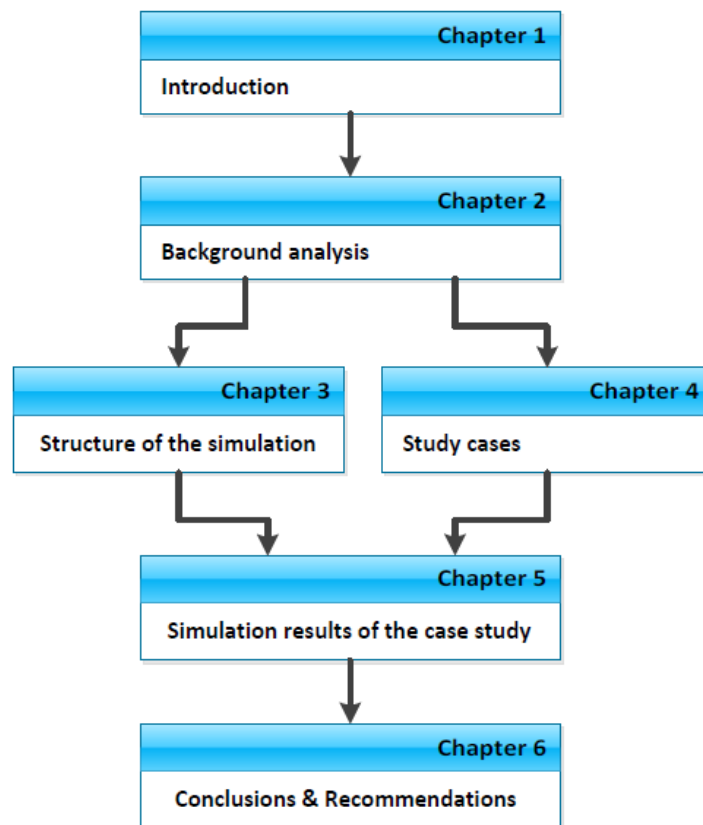 Chapter 1
Introduction
Chapter 2
Background analysis
Chapter 3
Structure of the simulation
Chapter 4
Study cases
Chapter 5
Simulation results of the case study
Chapter 6
Conclusions & Recommendations